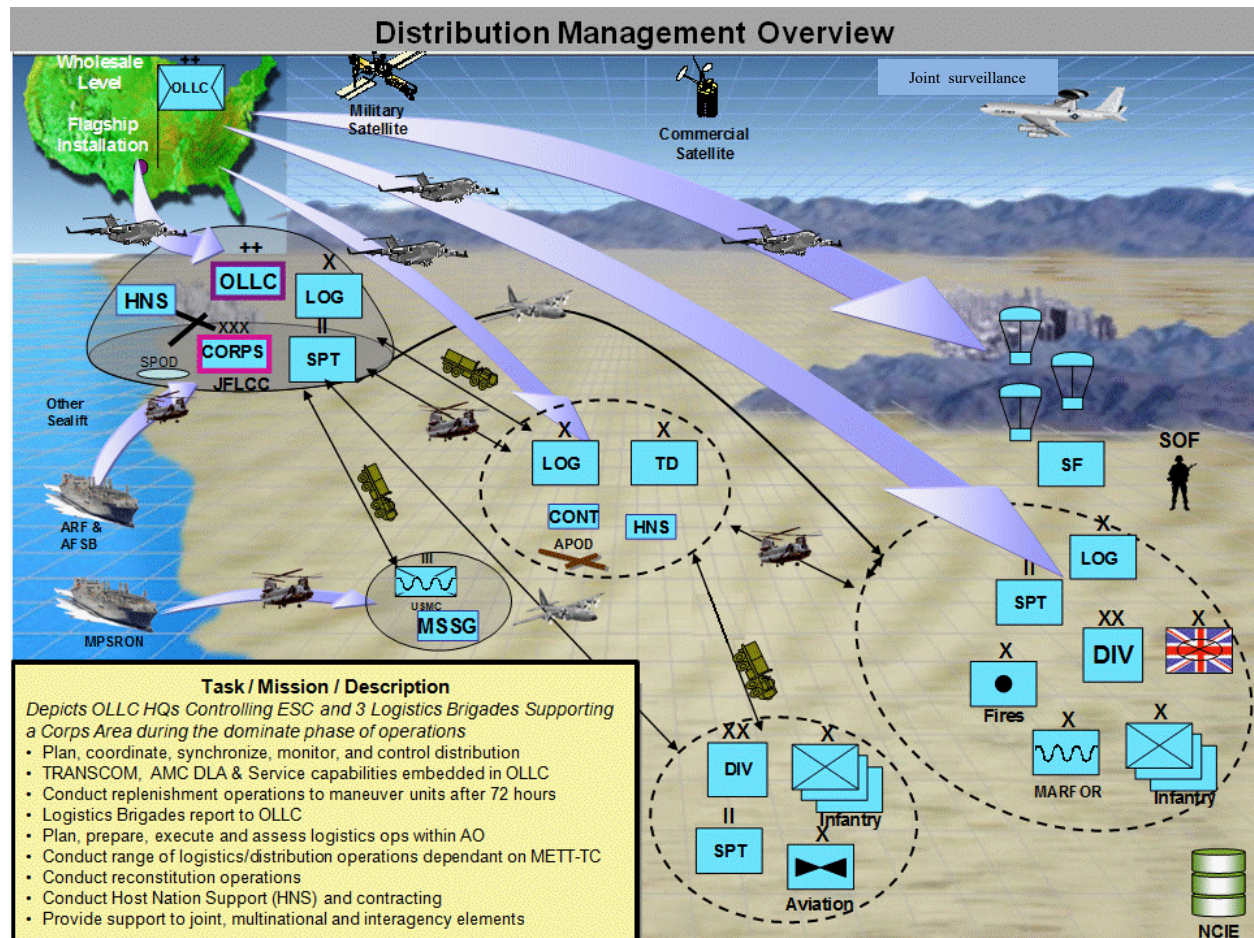 Distribution Management Overview
Wholesale
Level
++
OLLC
Flagship
Installation
Military
Satellite
Commercial
Satellite
Joint surveillance
++
OLLC
X
LOG
HNS
XXX
CORPS
JFLCC
II
SPT
SPOD
Other
Sealift
ARF &
AFSB
MPSRON
III
USMC
MSSG
X
LOG
X
TD
CONT
HNS
APOD
SF
SOF
X
LOG
II
SPT
XX
DIV
X
X
Fires
X
MARFOR
X
Infantry
XX
DIV
X
Infantry
II
SPT
X
Aviation
NCIE
Task / Mission / Description
Depicts OLLC HQs Controlling ESC and 3 Logistics Brigades Supporting
a Corps Area during the dominate phase of operations
• Plan, coordinate, synchronize, monitor, and control distribution
• TRANSCOM, AMC DLA & Service capabilities embedded in OLLC
• Conduct replenishment operations to maneuver units after 72 hours
• Logistics Brigades report to OLLC
• Plan, prepare, execute and assess logistics ops within AO
• Conduct range of logistics/distribution operations dependant on METT-TC
• Conduct reconstitution operations
• Conduct Host Nation Support (HNS) and contracting
• Provide support to joint, multinational and interagency elements